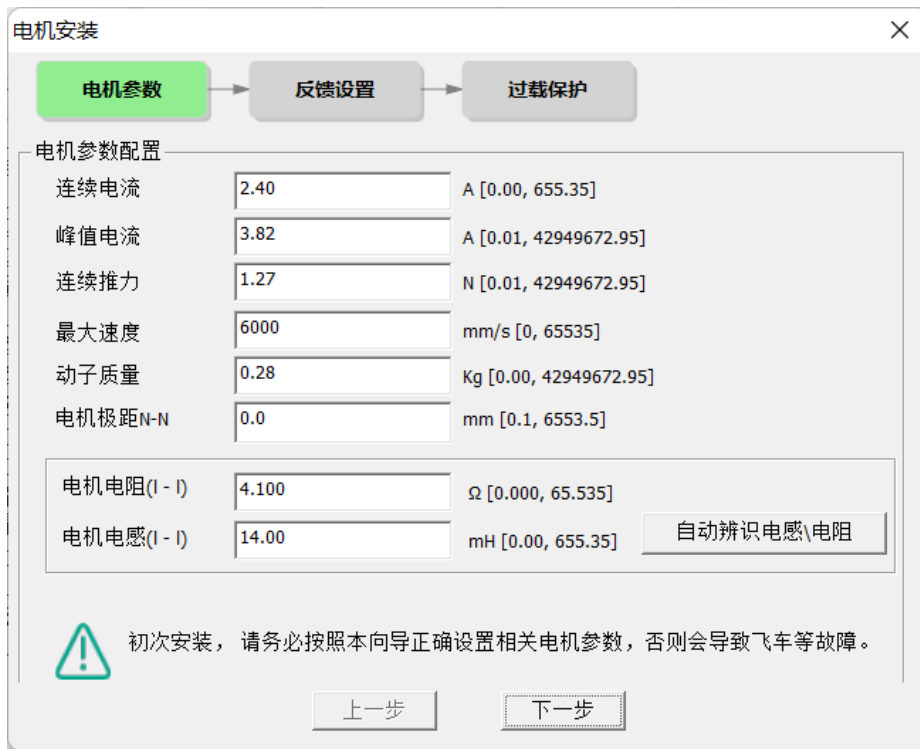 电机安装
电机参数 反馈设置 过载保护
电机参数配置
连续电流 2.40 A [0.00, 655.35]
峰值电流 3.82 A [0.01, 42949672.95]
连续推力 1.27 N [0.01, 42949672.95]
最大速度 6000 mm/s [0, 65535]
动子质量 0.28 Kg [0.00, 42949672.95]
电机极距N-N 0.0 mm [0.1, 6553.5]
电机电阻(l - l) 4.100 Ω [0.000, 65.535]
电机电感(l - l) 14.00 mH [0.00, 655.35] 自动辨识电感\电阻
初次安装， 请务必按照本向导正确设置相关电机参数，否则会导致飞车等故障。
上一步 下一步